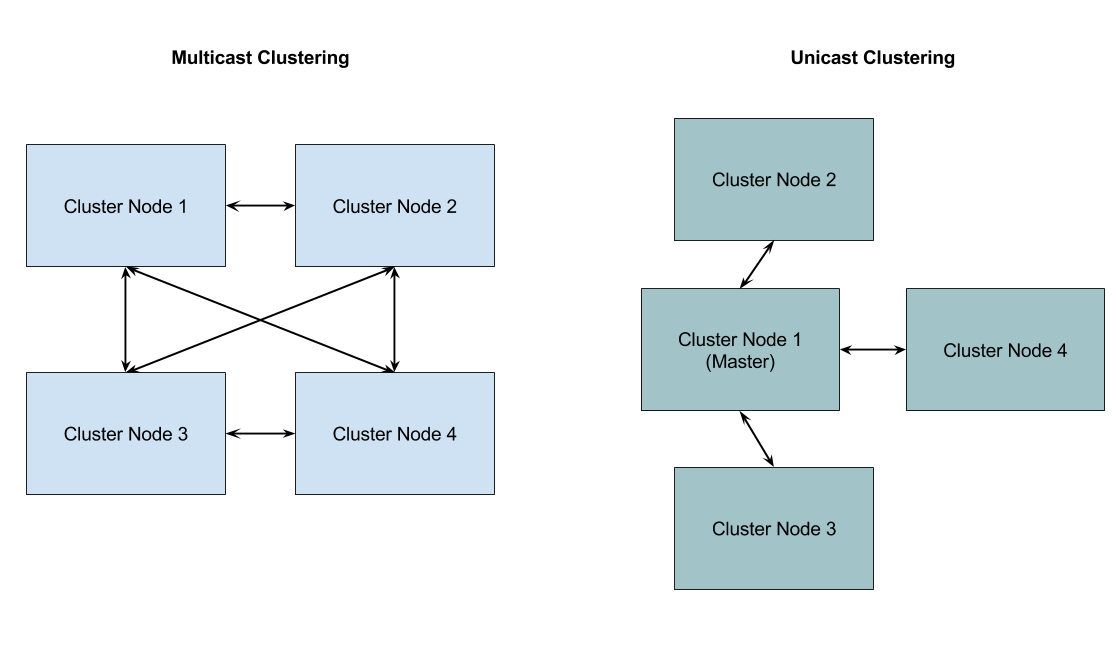 Multicast Clustering
Cluster Node 1
Cluster Node 2
Cluster Node 3
Cluster Node 4
Unicast Clustering
Cluster Node 2
Cluster Node 1
(Master)
Cluster Node 4
Cluster Node 3